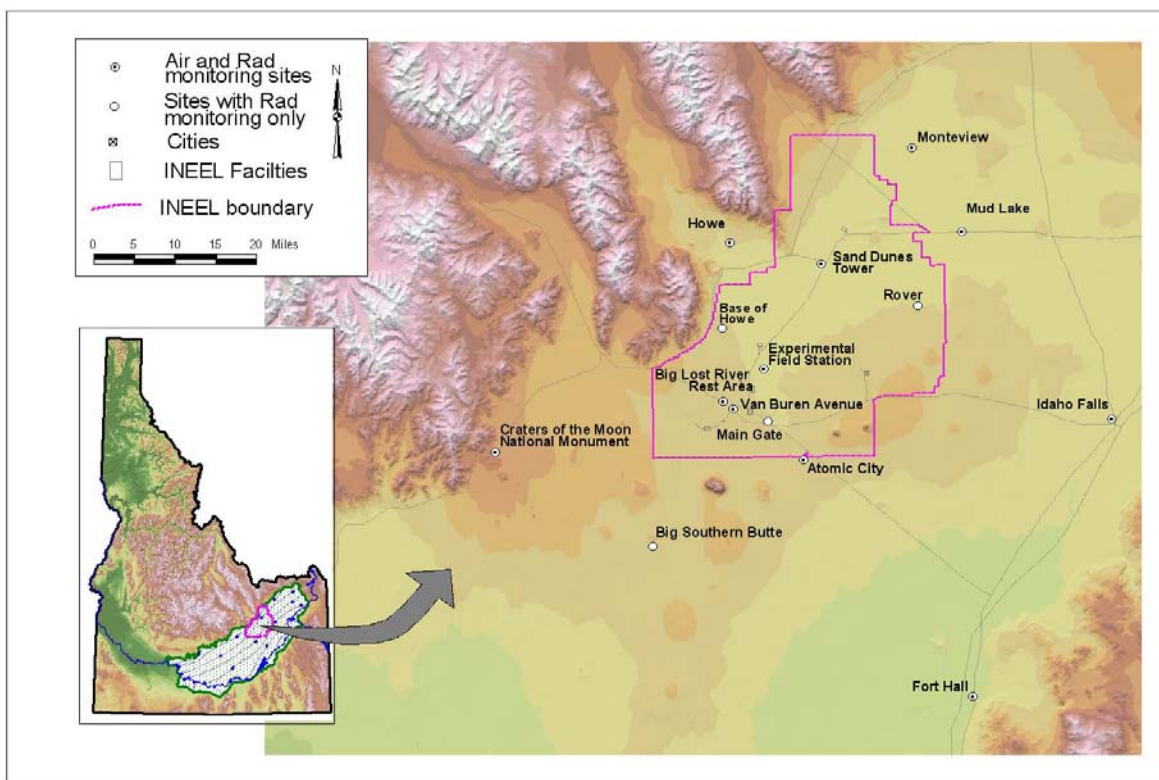 Air and Rad
monitoring sites
Sites with Rad
monitoring only
Cities
INEEL Facilties
INEEL boundary
N
0 5 10 15 20 Miles
Monteview
Mud Lake
Howe
Sand Dunes
Tower
Rover
Base of
Howe
Experimental
Field Station
Big Lost River
Rest Area
Van Buren Avenue
Idaho Falls
Main Gate
Craters of the Moon
National Monument
Atomic City
Big Southern Butte
Fort Hall